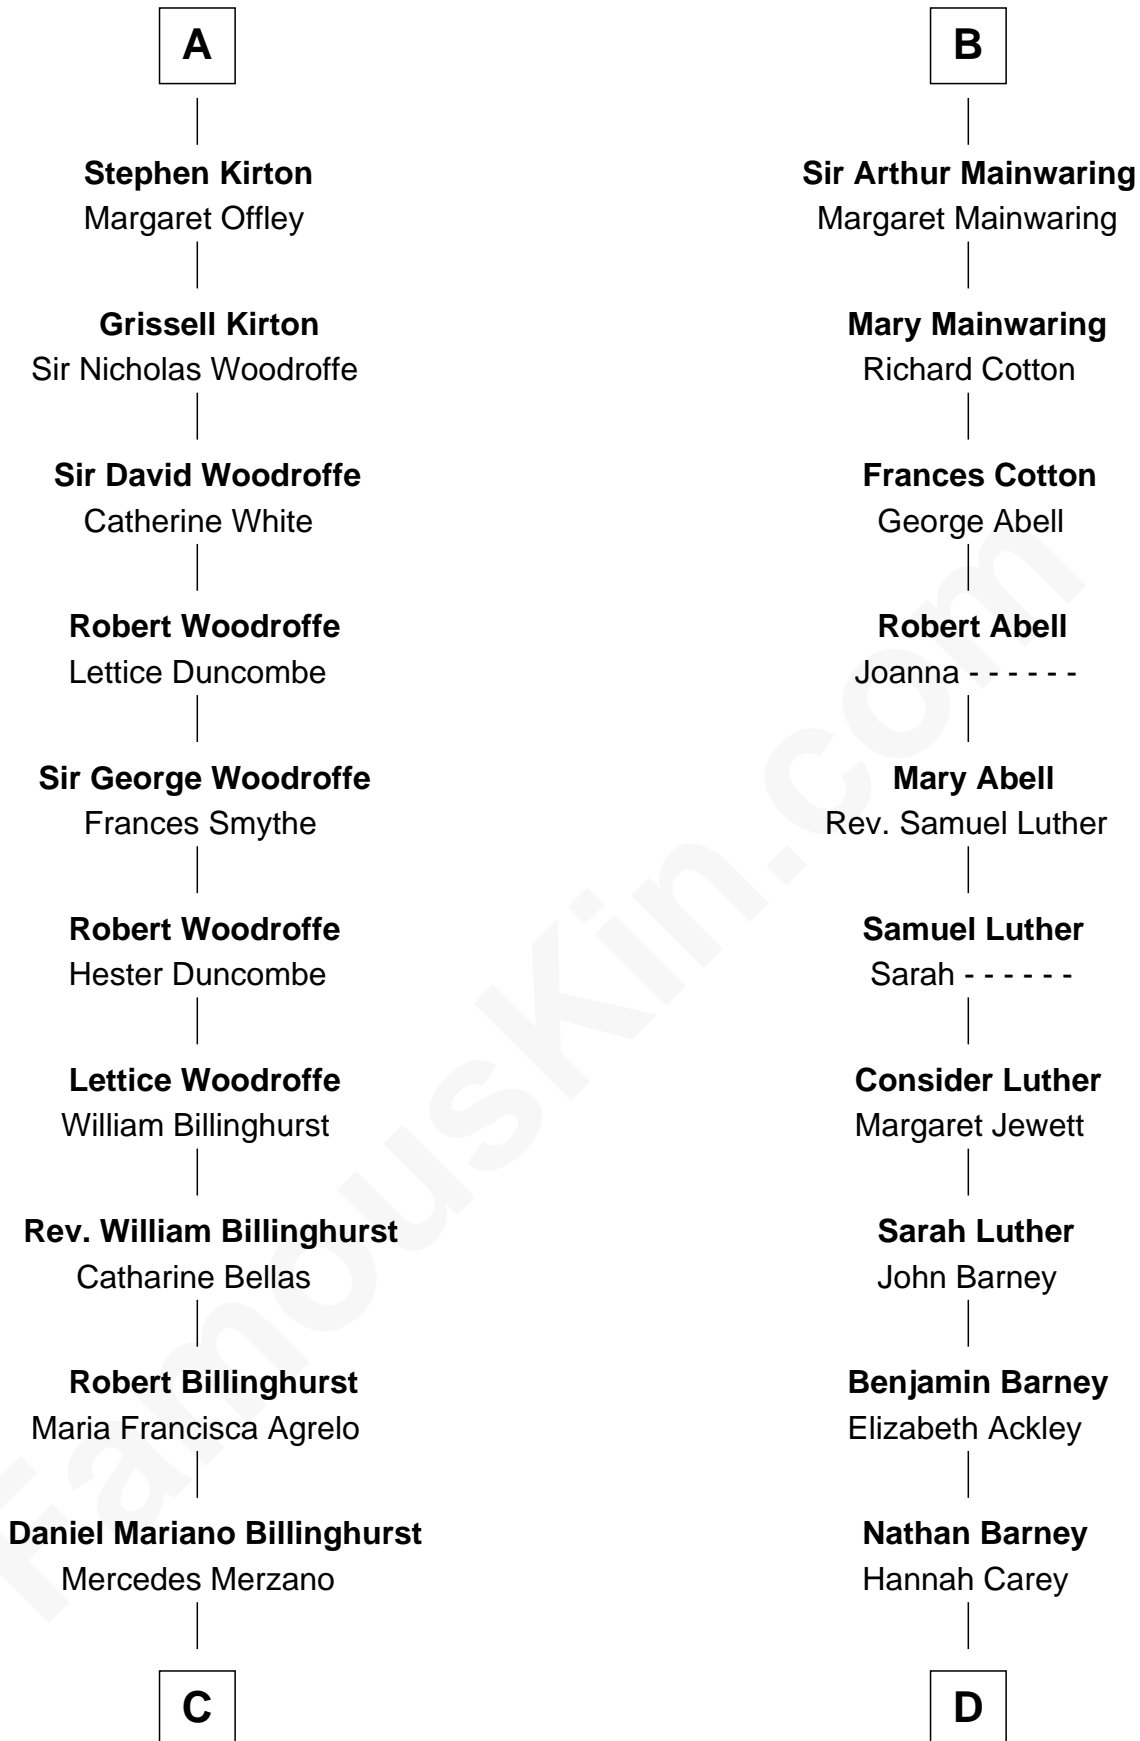 A
Stephen Kirton
Margaret Offley
Grissell Kirton
Sir Nicholas Woodroffe
Sir David Woodroffe
Catherine White
Robert Woodroffe
Lettice Duncombe
Sir George Woodroffe
Frances Smythe
Robert Woodroffe
Hester Duncombe
Lettice Woodroffe
William Billinghurst
Rev. William Billinghurst
Catharine Bellas
Robert Billinghurst
Maria Francisca Agrelo
Daniel Mariano Billinghurst
Mercedes Merzano
C
B
Sir Arthur Mainwaring
Margaret Mainwaring
Mary Mainwaring
Richard Cotton
Frances Cotton
George Abell
Robert Abell
Joanna - - - - - -
Mary Abell
Rev. Samuel Luther
Samuel Luther
Sarah - - - - - -
Consider Luther
Margaret Jewett
Sarah Luther
John Barney
Benjamin Barney
Elizabeth Ackley
Nathan Barney
Hannah Carey
D
FamousKin.com